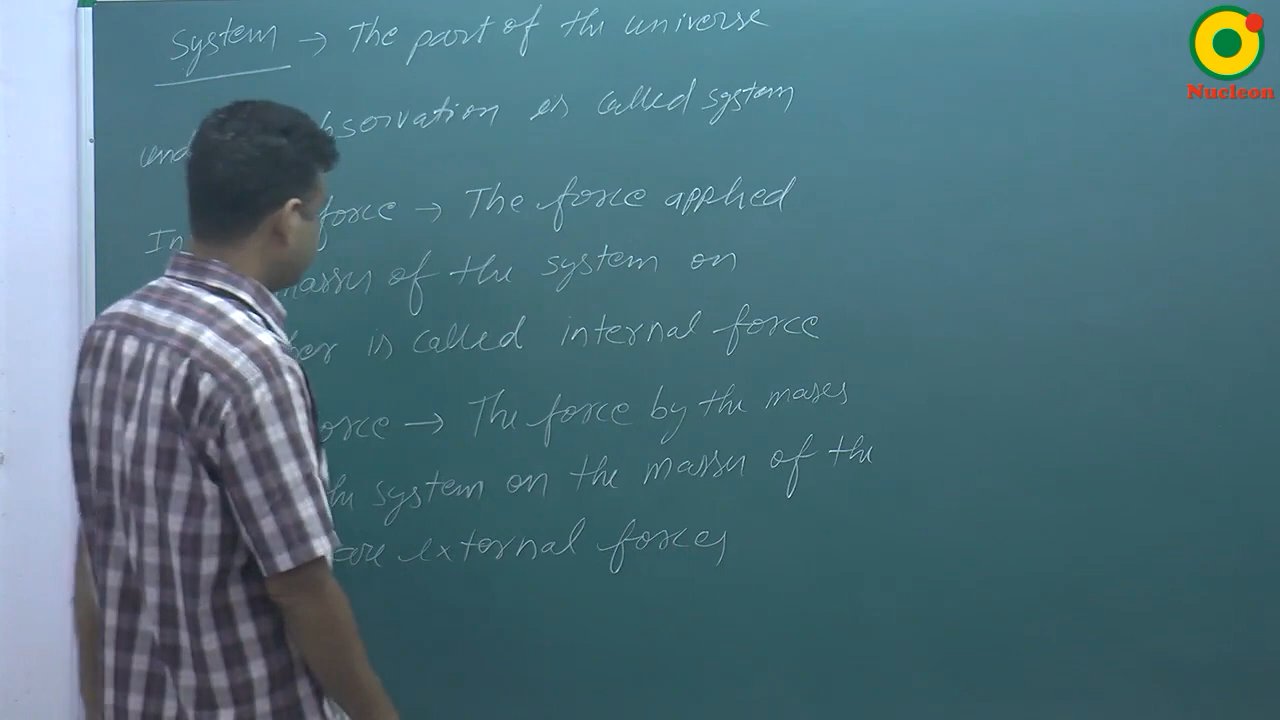 System → The part of the universe
observation is called system
force → The force applied
masses of the system on
is called internal force
force → The force by the mases
the system on the masses of the
are external forces
Nucleon